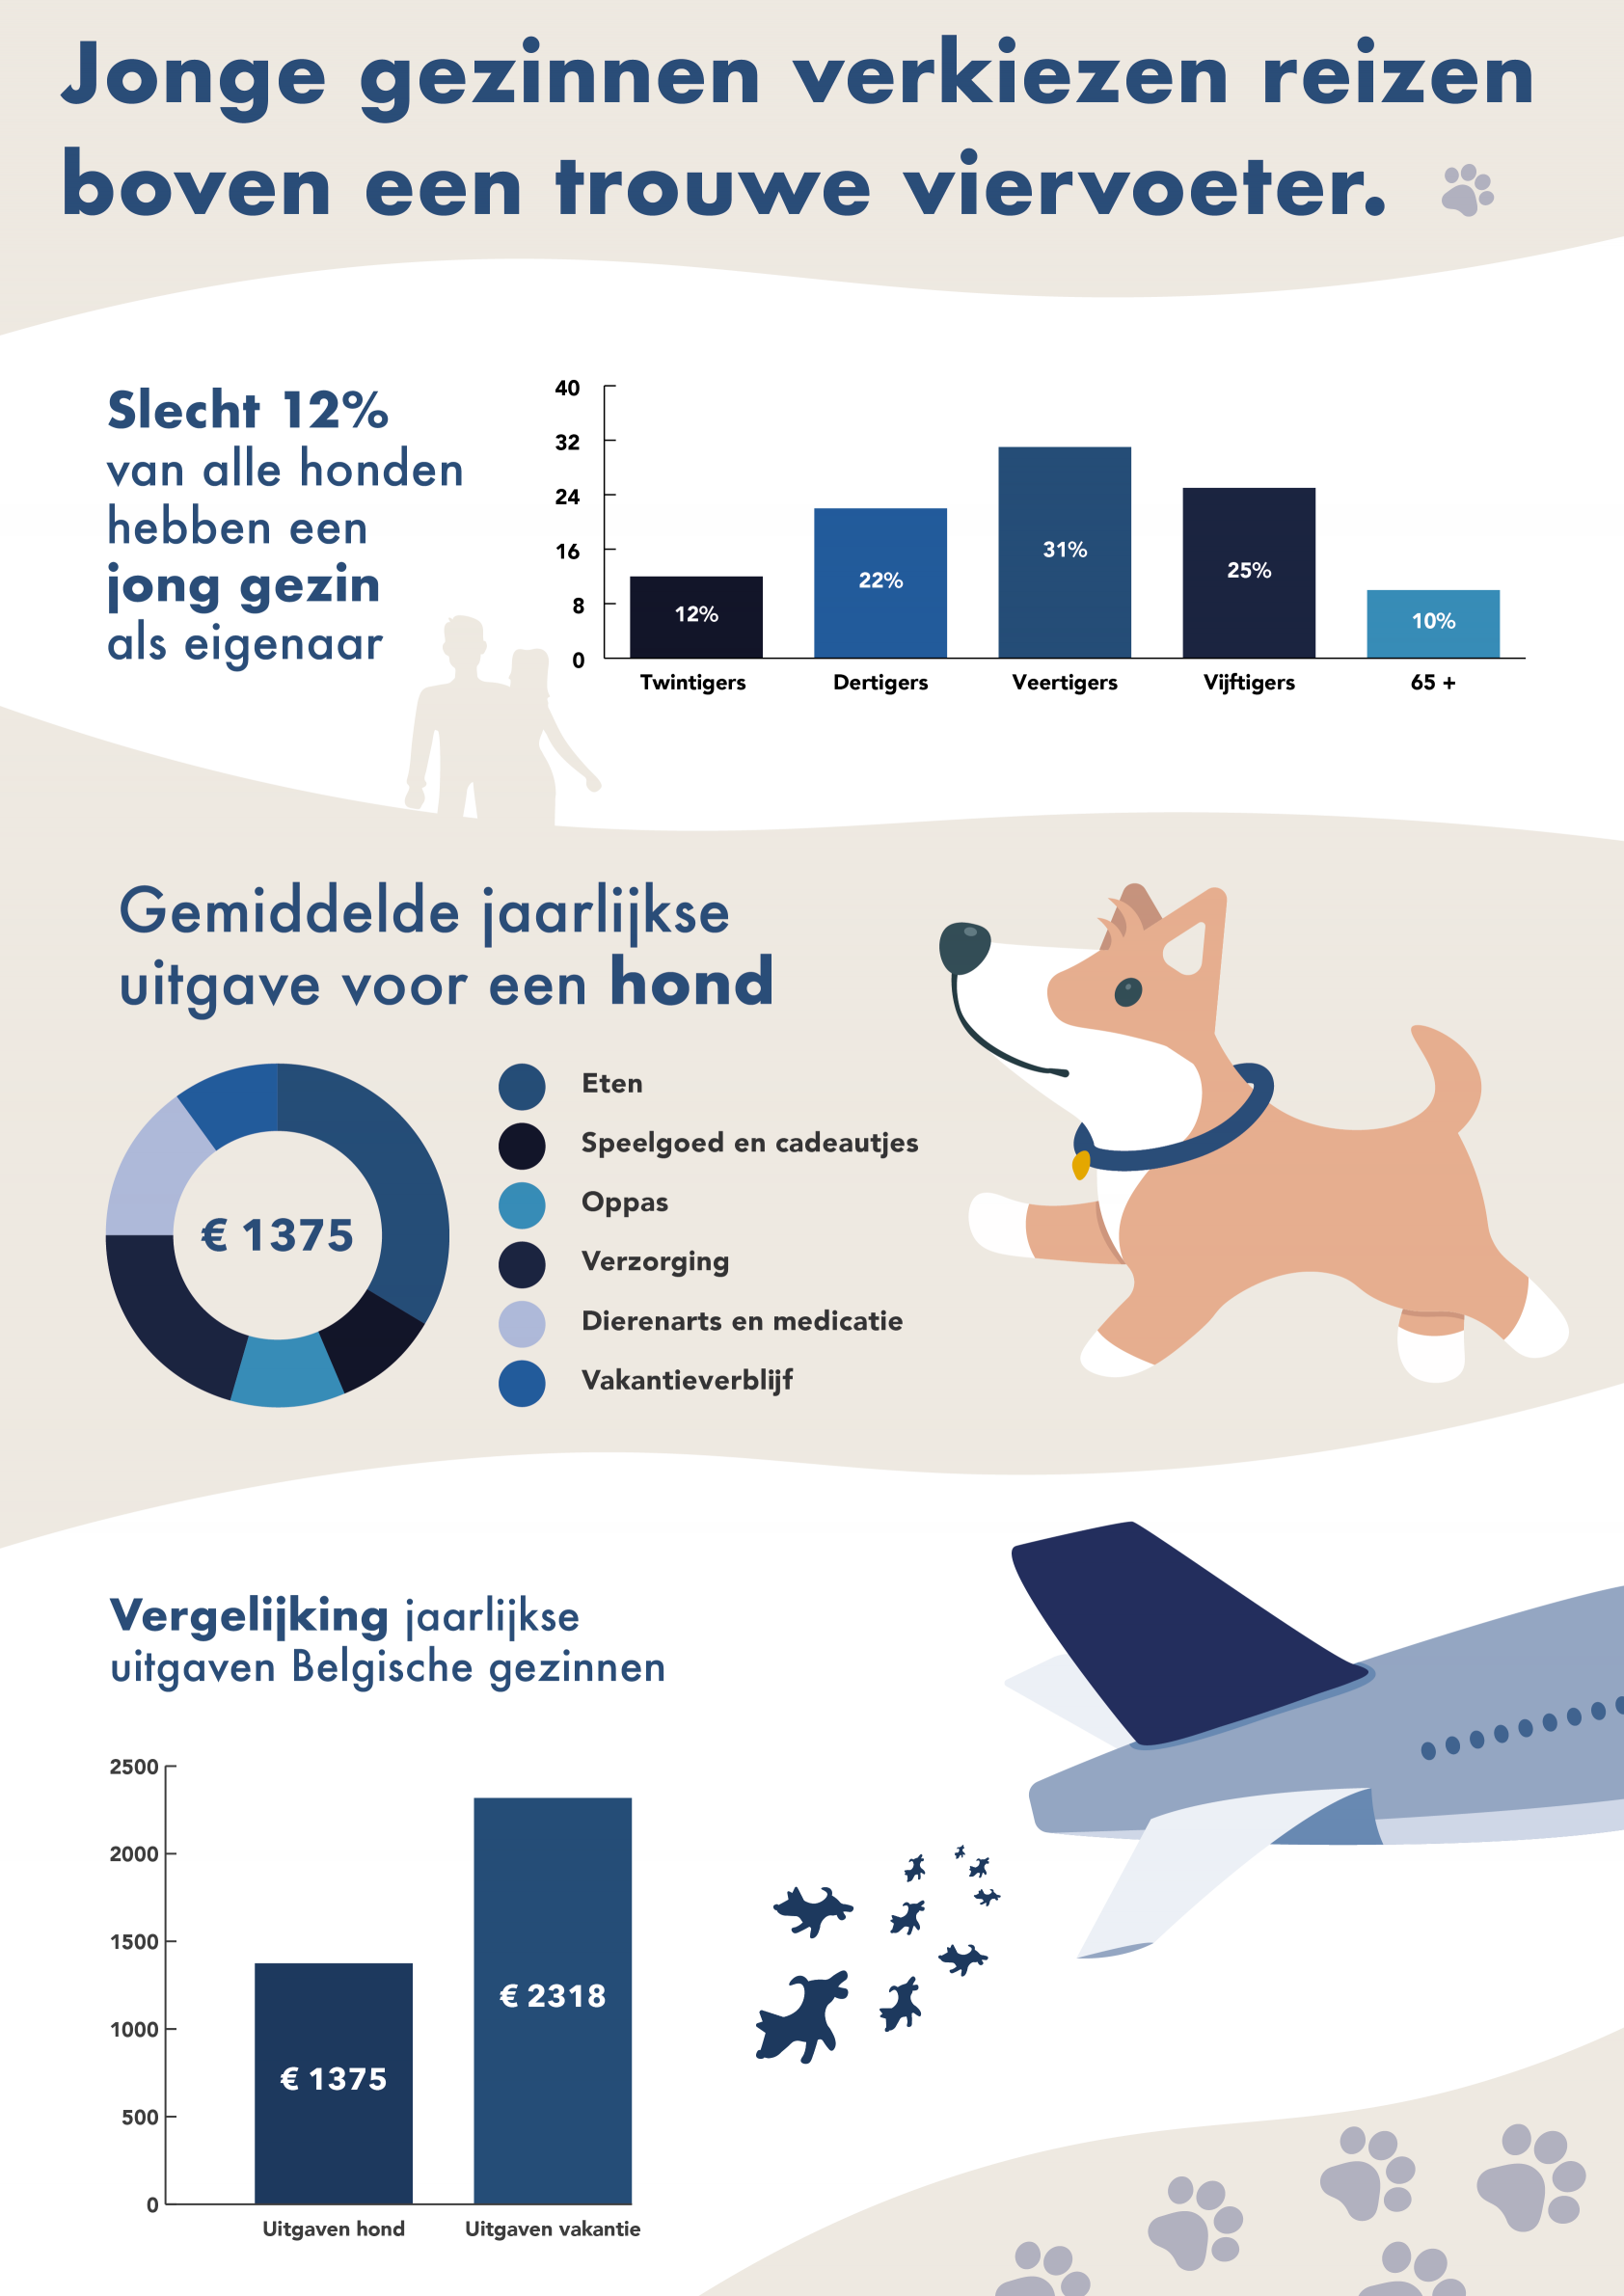 Jonge gezinnen verkiezen reizen
boven een trouwe viervoeter.
Slecht 12%
van alle honden
hebben een
jong gezin
als eigenaar
40
32
24
16
8
0
12%
22%
31%
25%
10%
Twintigers
Dertigers
Veertigers
Vijftigers
65 +
Gemiddelde jaarlijkse
uitgave voor een hond
€ 1375
Eten
Speelgoed en cadeautjes
Oppas
Verzorging
Dierenarts en medicatie
Vakantieverblijf
Vergelijking jaarlijkse
uitgaven Belgische gezinnen
2500
2000
1500
1000
500
0
€ 1375
€ 2318
Uitgaven hond
Uitgaven vakantie